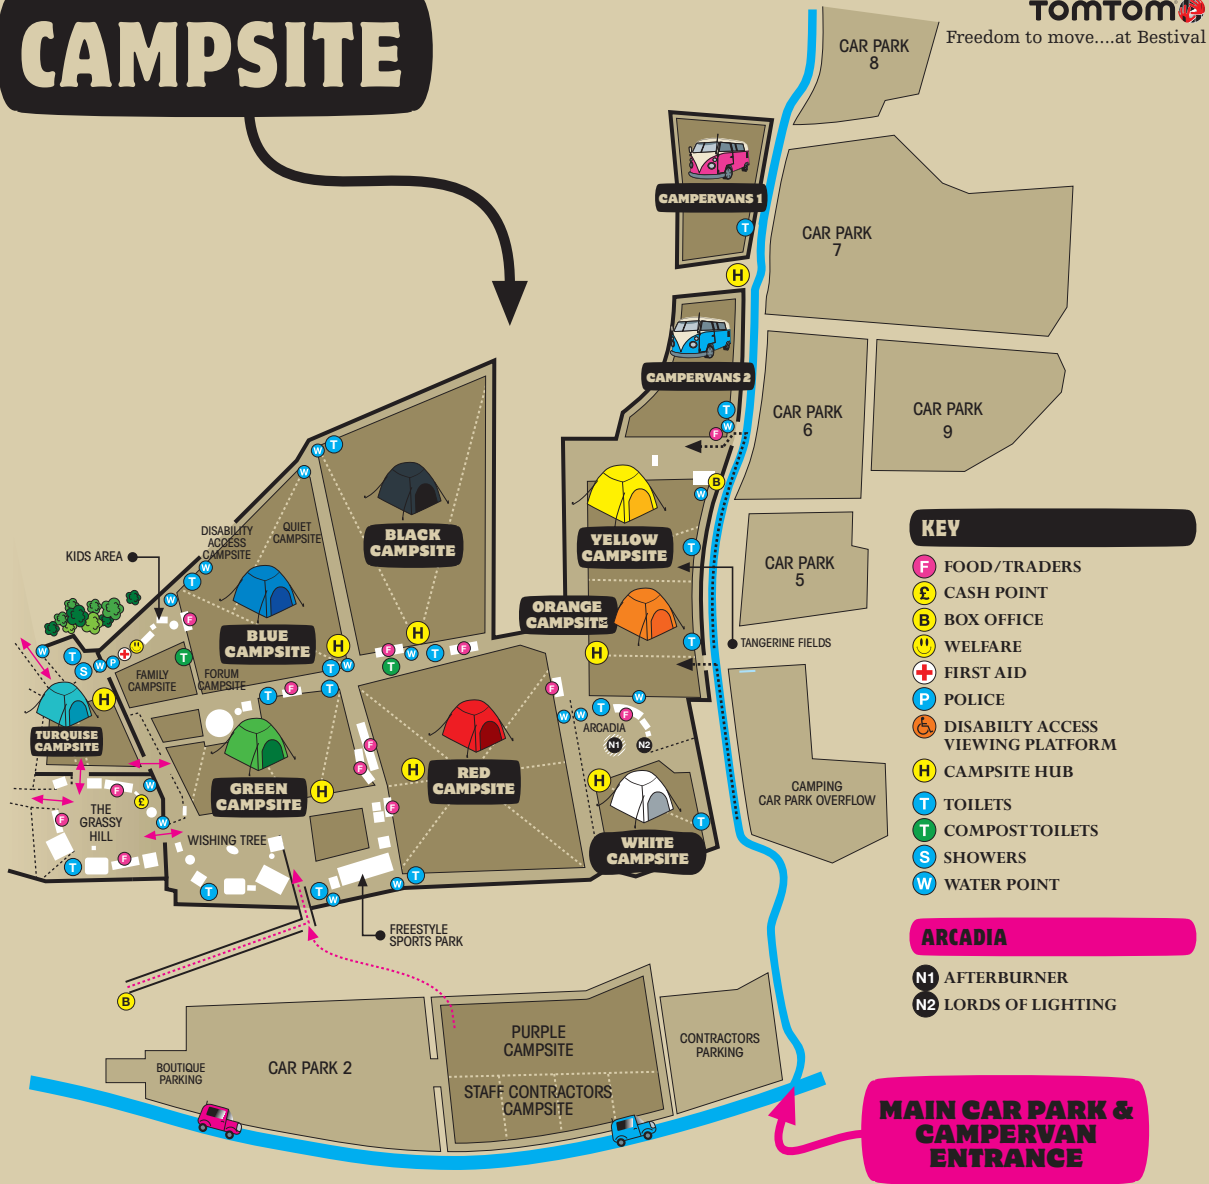 CAMPSITE
TOMTOM
Freedom to move....at Bestival
CAR PARK
8
CAMPERVANS 1
T
H
CAR PARK
7
CAMPERVANS 2
T
W
F
CAR PARK
6
CAR PARK
9
W
T
W
BLACK
CAMPSITE
B
W
YELLOW
CAMPSITE
T
CAR PARK
5
DISABILITY
ACCESS
CAMPSITE
QUIET
CAMPSITE
KIDS AREA
W
T
W
F
BLUE
CAMPSITE
H
H
ORANGE
CAMPSITE
T
H
TANGERINE FIELDS
W
T
S
W
P
T
FAMILY
CAMPSITE
FORUM
CAMPSITE
T
W
F
W
T
F
T
H
T
F
T
TURQUISE
CAMPSITE
F
W
W
T
F
W
ARCADIA
N1
N2
GREEN
CAMPSITE
H
F
F
H
RED
CAMPSITE
F
H
WHITE
CAMPSITE
T
CAMPING
CAR PARK OVERFLOW
F
W
£
THE
GRASSY
HILL
F
W
F
T
WISHING TREE
T
T
W
W
T
FREESTYLE
SPORTS PARK
B
BOUTIQUE
PARKING
CAR PARK 2
PURPLE
CAMPSITE
STAFF CONTRACTORS
CAMPSITE
CONTRACTORS
PARKING
MAIN CAR PARK &
CAMPERVAN
ENTRANCE
KEY
F FOOD/TRADERS
£ CASH POINT
B BOX OFFICE
WELFARE
FIRST AID
P POLICE
DISABILTY ACCESS
VIEWING PLATFORM
H CAMPSITE HUB
T TOILETS
T COMPOST TOILETS
S SHOWERS
W WATER POINT
ARCADIA
N1 AFTERBURNER
N2 LORDS OF LIGHTING